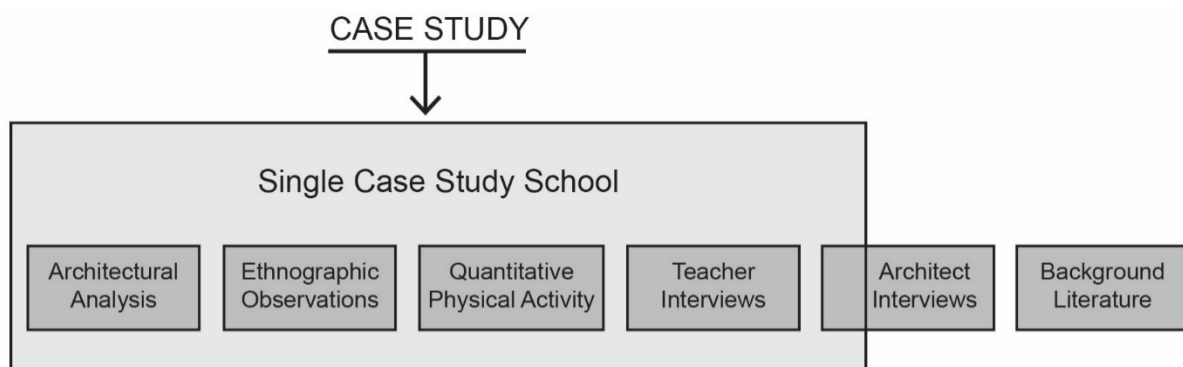 CASE STUDY
Single Case Study School
Architectural
Analysis
Ethnographic
Observations
Quantitative
Physical Activity
Teacher
Interviews
Architect
Interviews
Background
Literature